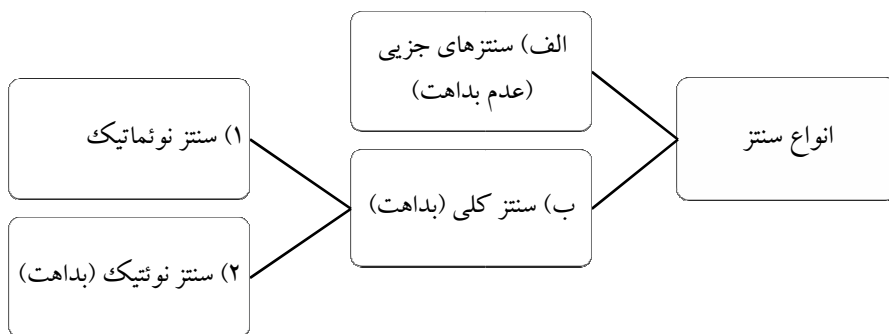 انواع سنتز
الف) سنتزهای جزیی
(عدم بداهت)
ب) سنتز کلی (بداهت)
۱) سنتز نوئماتیک
۲) سنتز نوئتیک (بداهت)